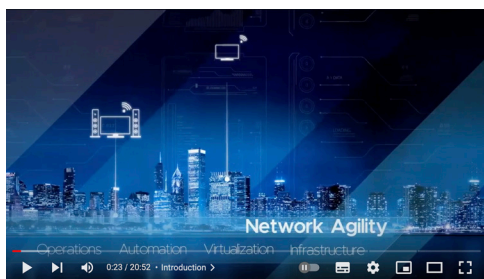 Network Agility
Operations Automation Virtualization Infrastructure
0:23 / 20:52 • Introduction >